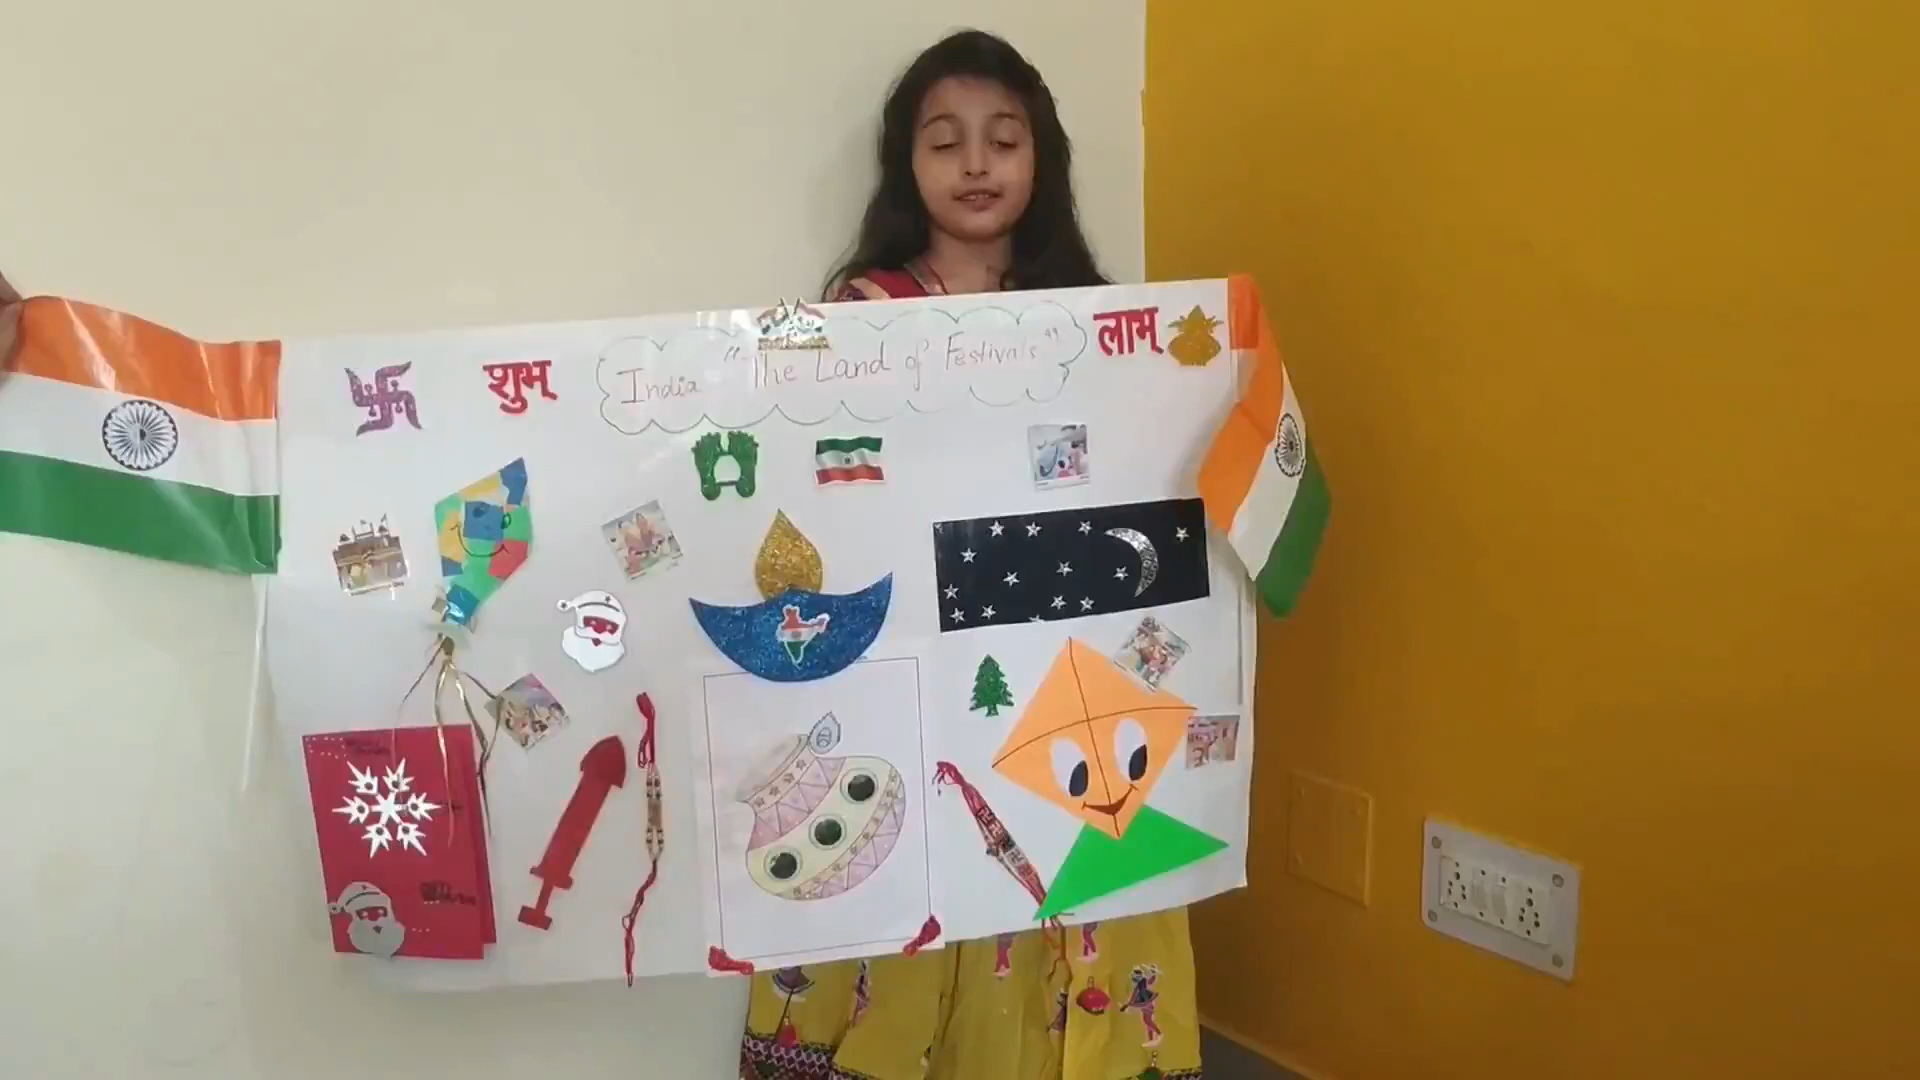 शुभ्
India "The Land of Festivals"
लाभ्